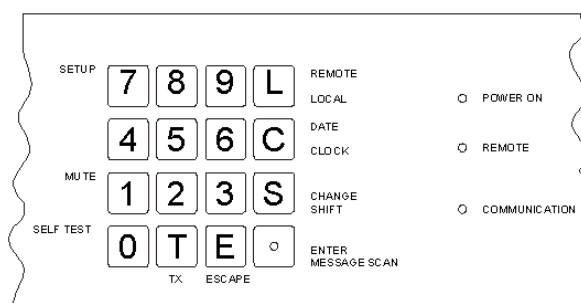 SETUP 7 8 9 L REMOTE
LOCAL POWER ON
4 5 6 C DATE
CLOCK REMOTE
MUTE 1 2 3 S CHANGE
SHIFT COMMUNICATION
SELF TEST 0 T E ENTER
MESSAGE SCAN
TX ESCAPE